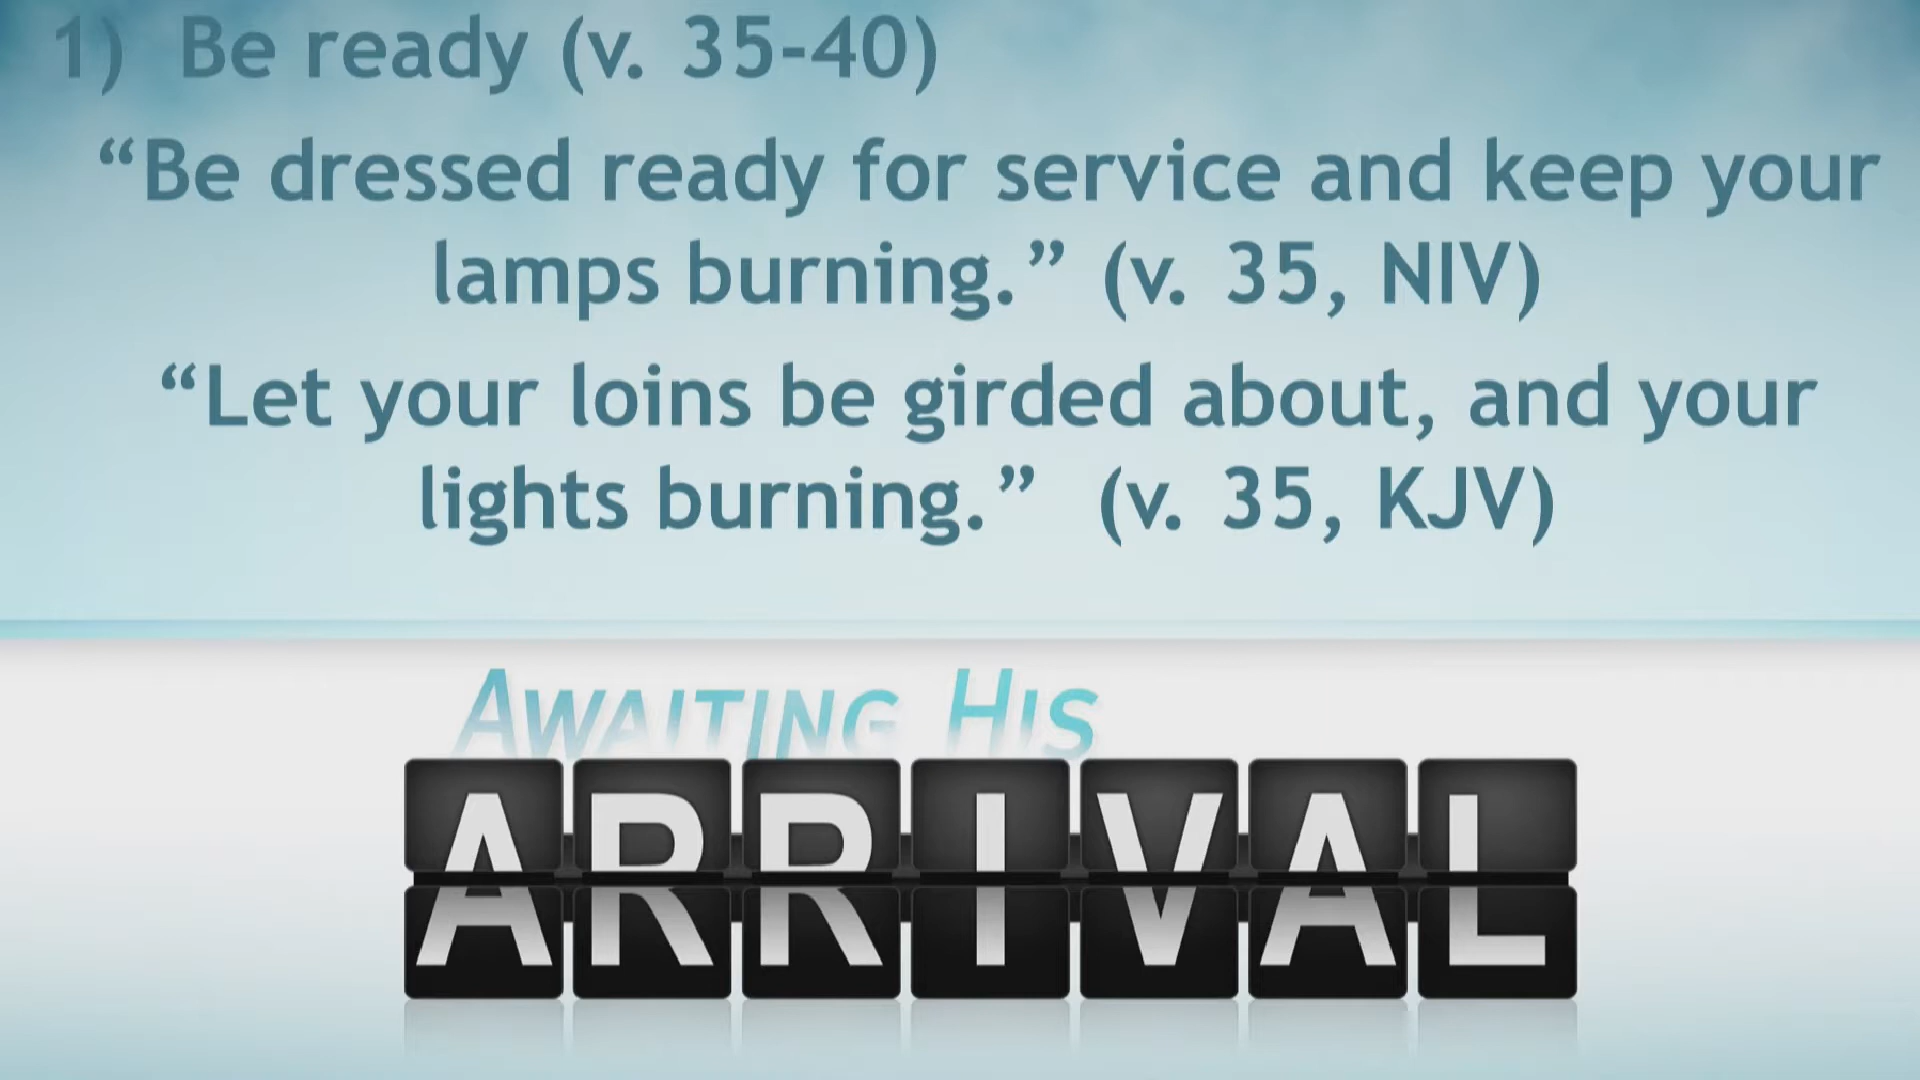 1) Be ready (v. 35-40)
“Be dressed ready for service and keep your
lamps burning.” (v. 35, NIV)
“Let your loins be girded about, and your
lights burning.” (v. 35, KJV)
AWAITING HIS
ARRIVAL